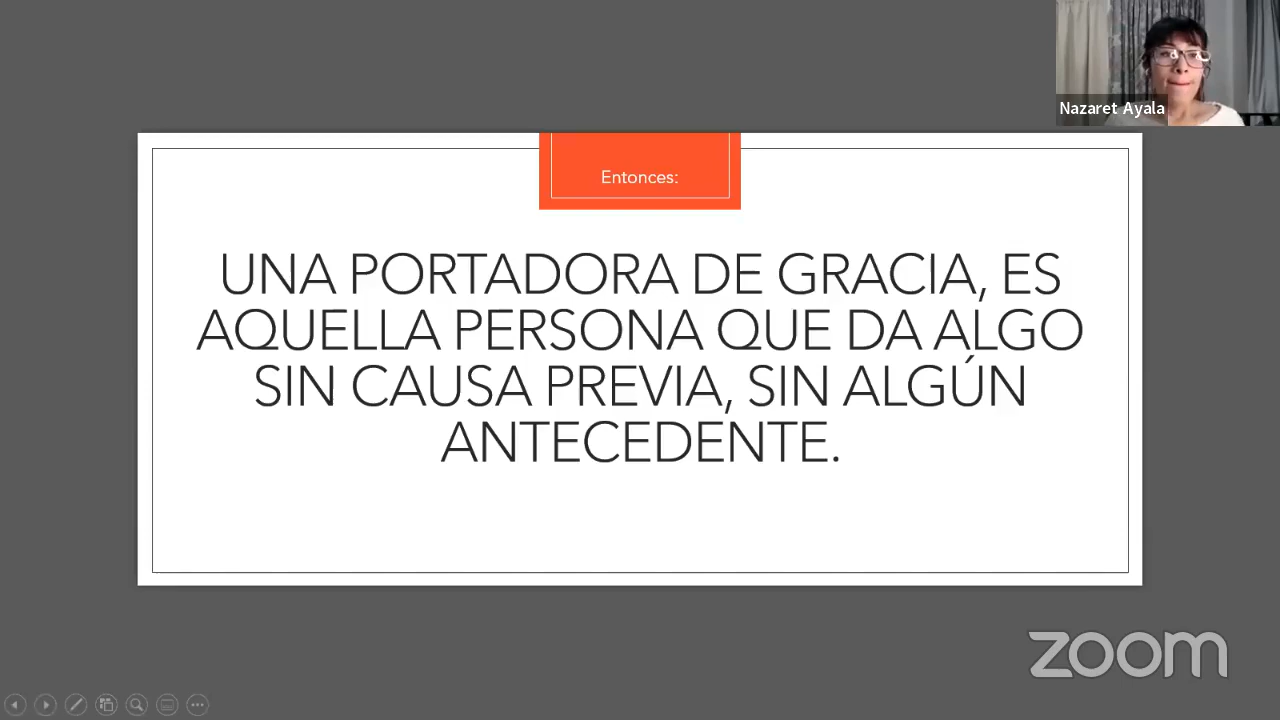 Nazaret Ayala
Entonces:
UNA PORTADORA DE GRACIA, ES
AQUELLA PERSONA QUE DA ALGO
SIN CAUSA PREVIA, SIN ALGÚN
ANTECEDENTE.
zoom